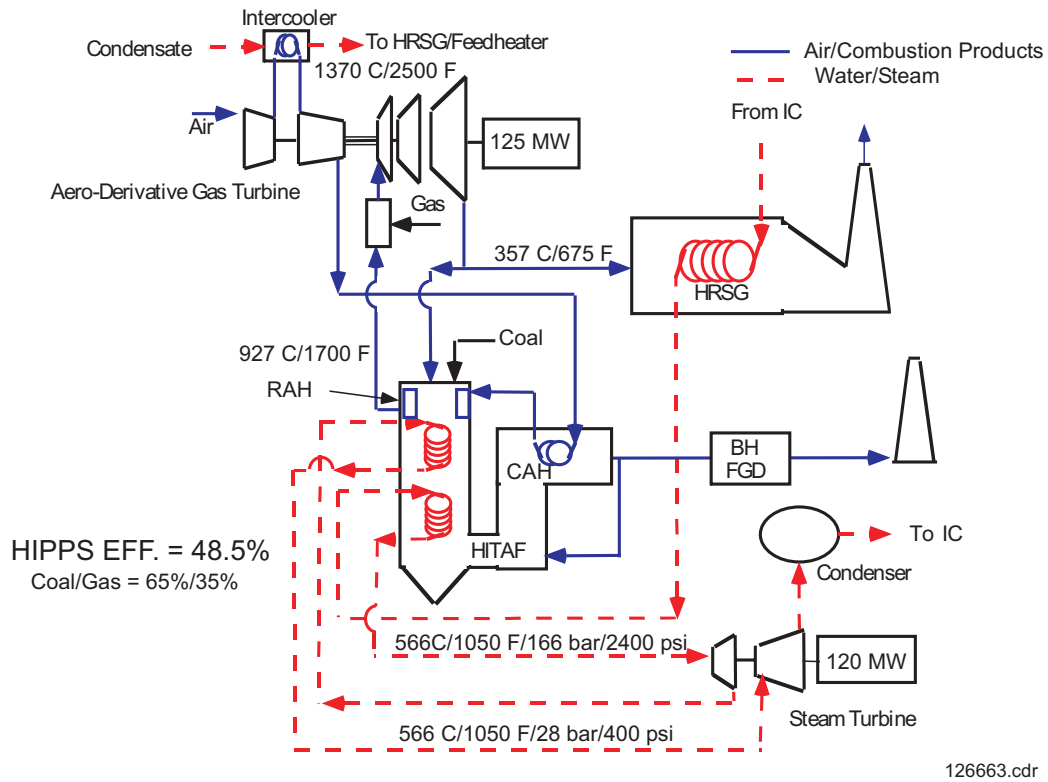 Intercooler
Condensate
To HRSG/Feedheater
Air/Combustion Products
Water/Steam
1370 C/2500 F
From IC
Air
125 MW
Aero-Derivative Gas Turbine
Gas
357 C/675 F
HRSG
Coal
927 C/1700 F
RAH
CAH
BH
FGD
HITAF
To IC
HIPPS EFF. = 48.5%
Coal/Gas = 65%/35%
Condenser
566C/1050 F/166 bar/2400 psi
120 MW
Steam Turbine
566 C/1050 F/28 bar/400 psi
126663.cdr